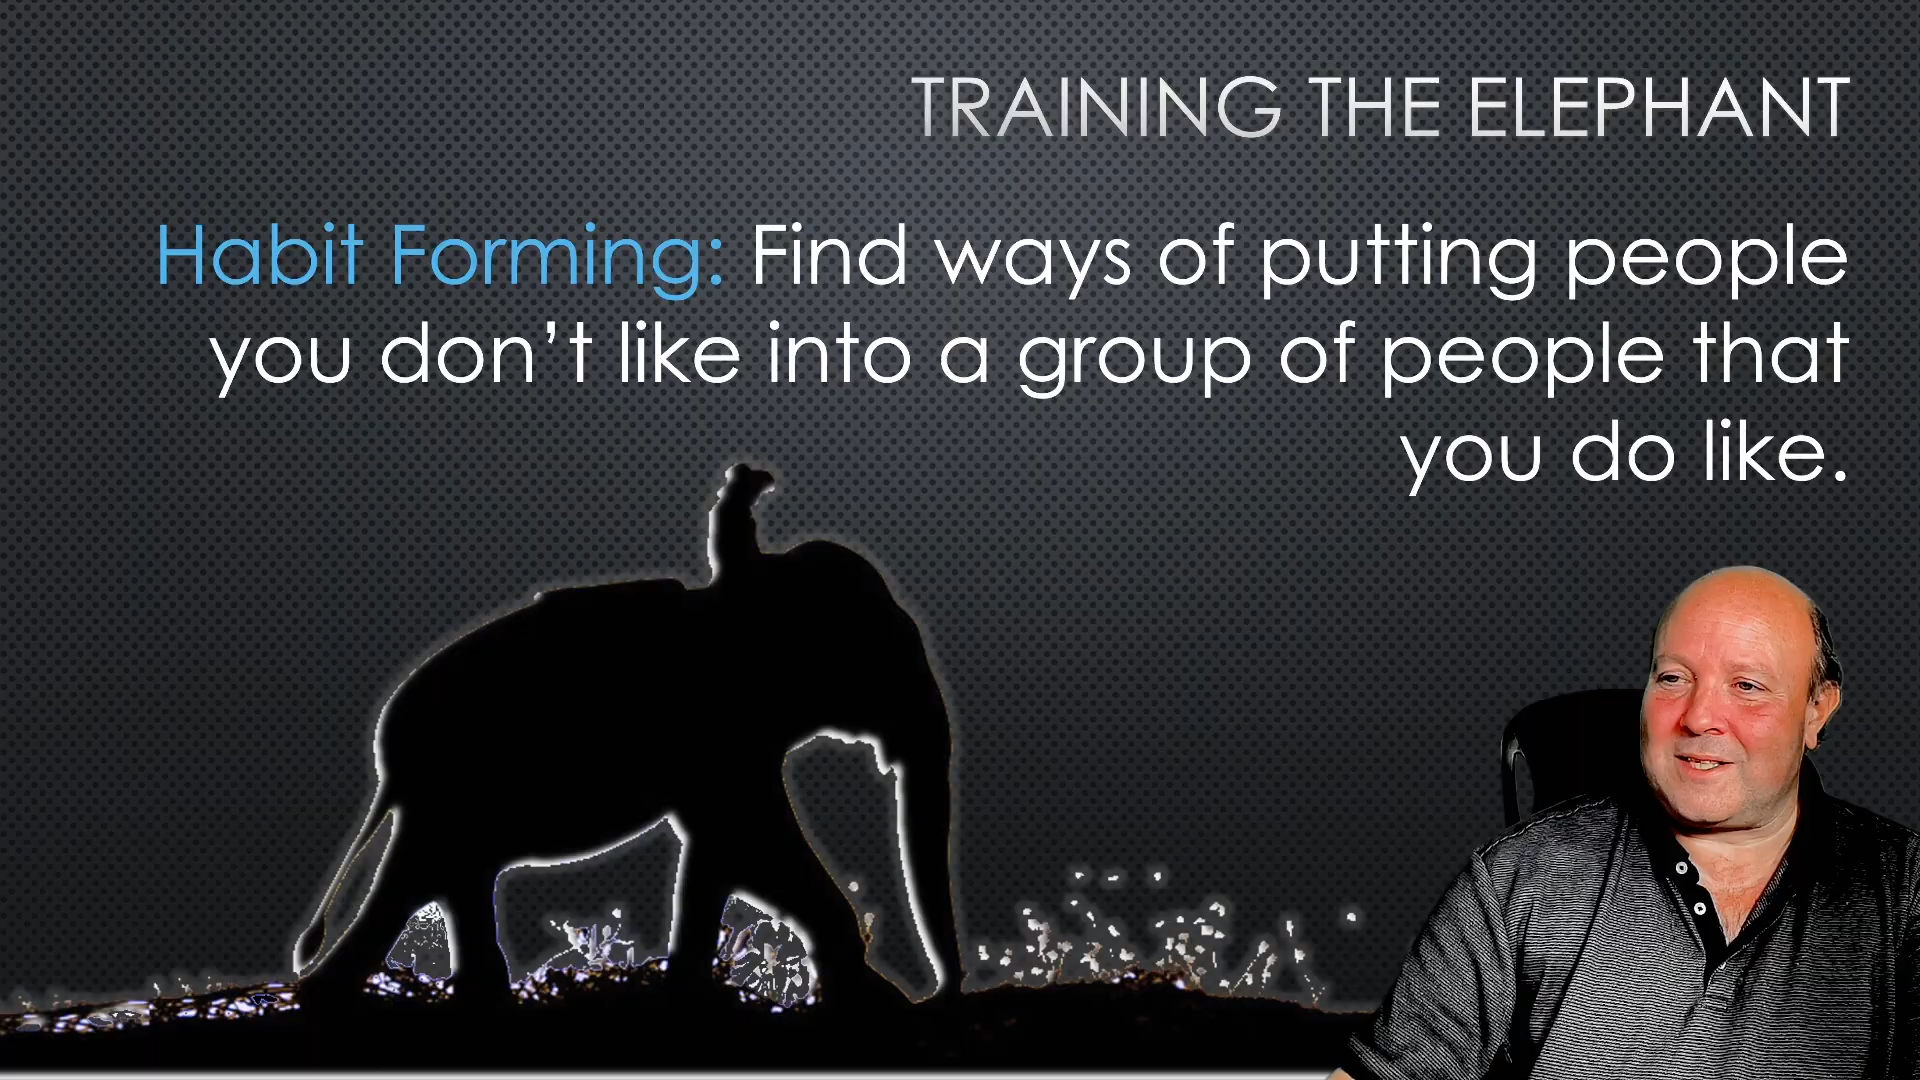 TRAINING THE ELEPHANT
Habit Forming: Find ways of putting people
you don’t like into a group of people that
you do like.